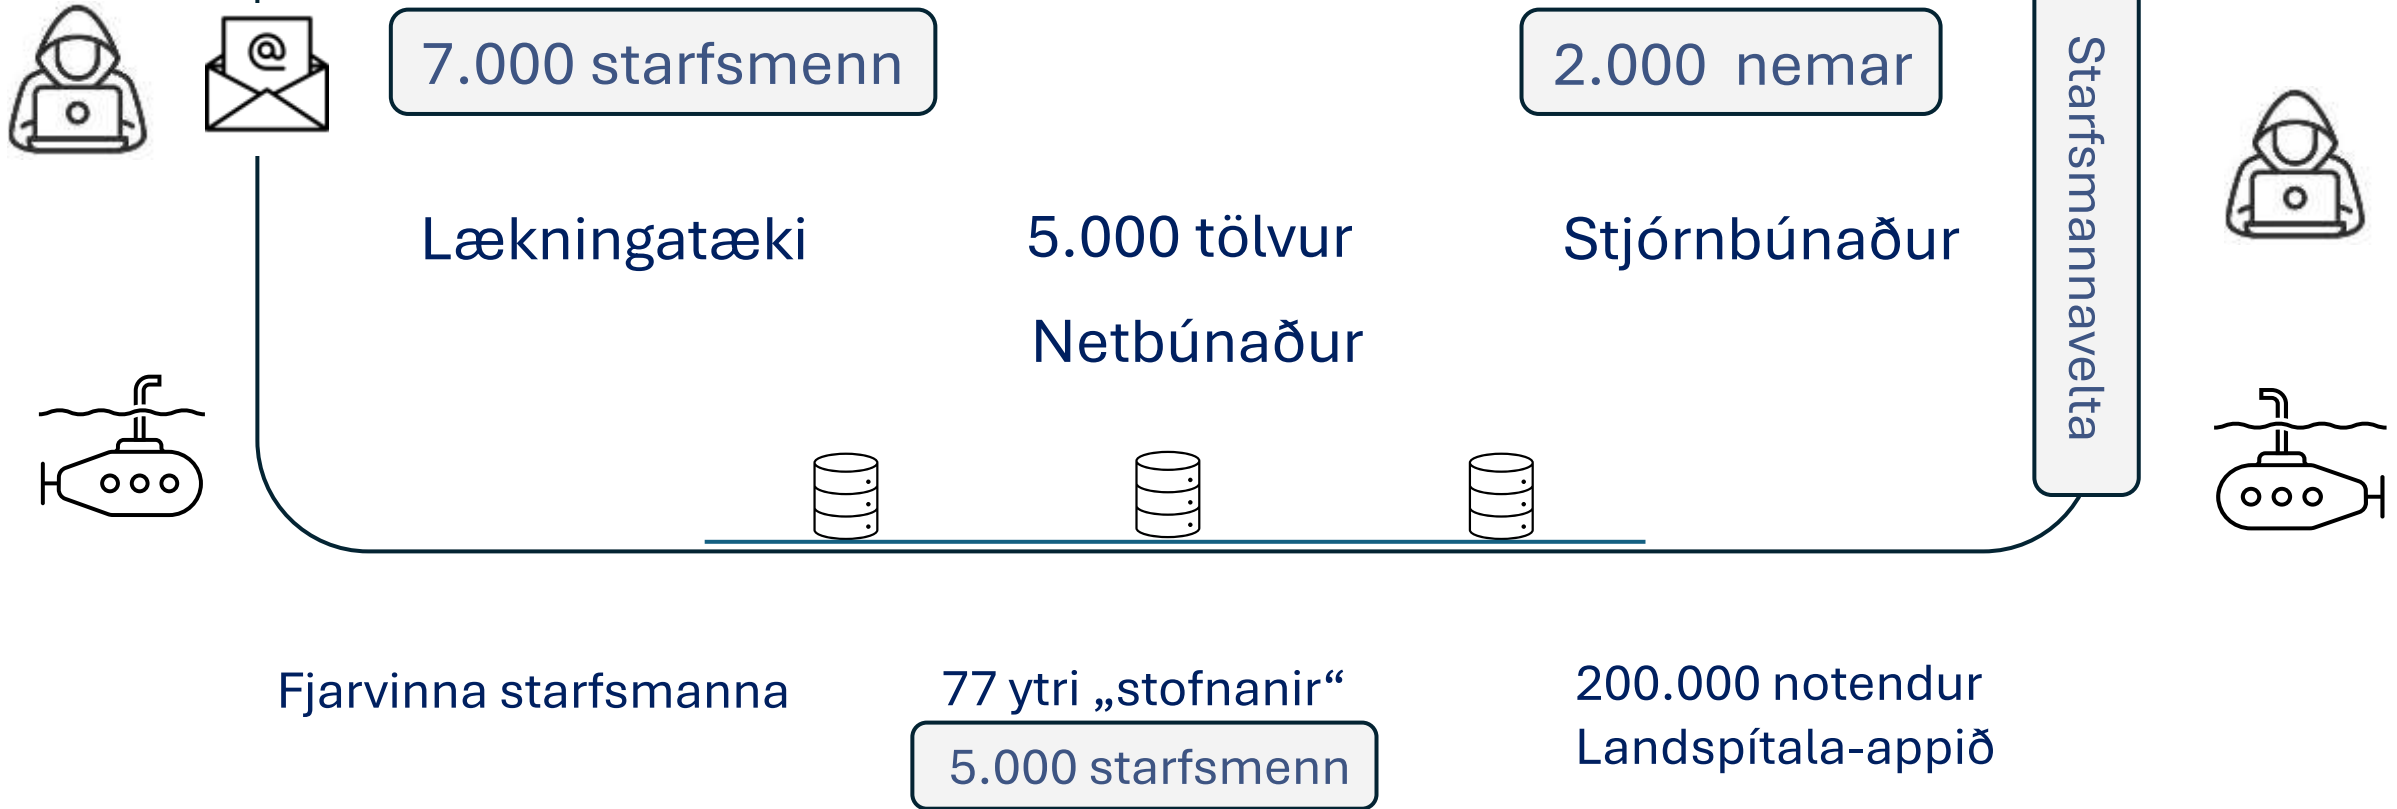 @
7.000 starfsmenn
2.000 nemar
Starfsmannavelta
Lækningatæki
5.000 tölvur
Stjórnbúnaður
Netbúnaður
Fjarvinna starfsmanna
77 ytri „stofnanir“
5.000 starfsmenn
200.000 notendur
Landspítala-appið